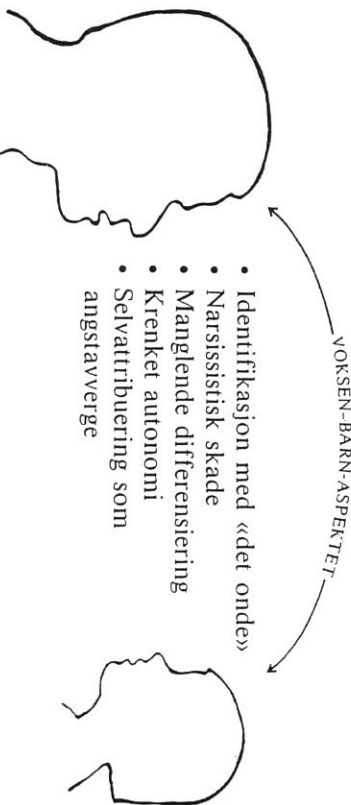 VOKSEN-BARN-ASPEKTET
• Identifikasjon med «det onde»
• Narsissistisk skade
• Manglende differensiering
• Krenket autonomi
• Selvattribuering som
angstavverge